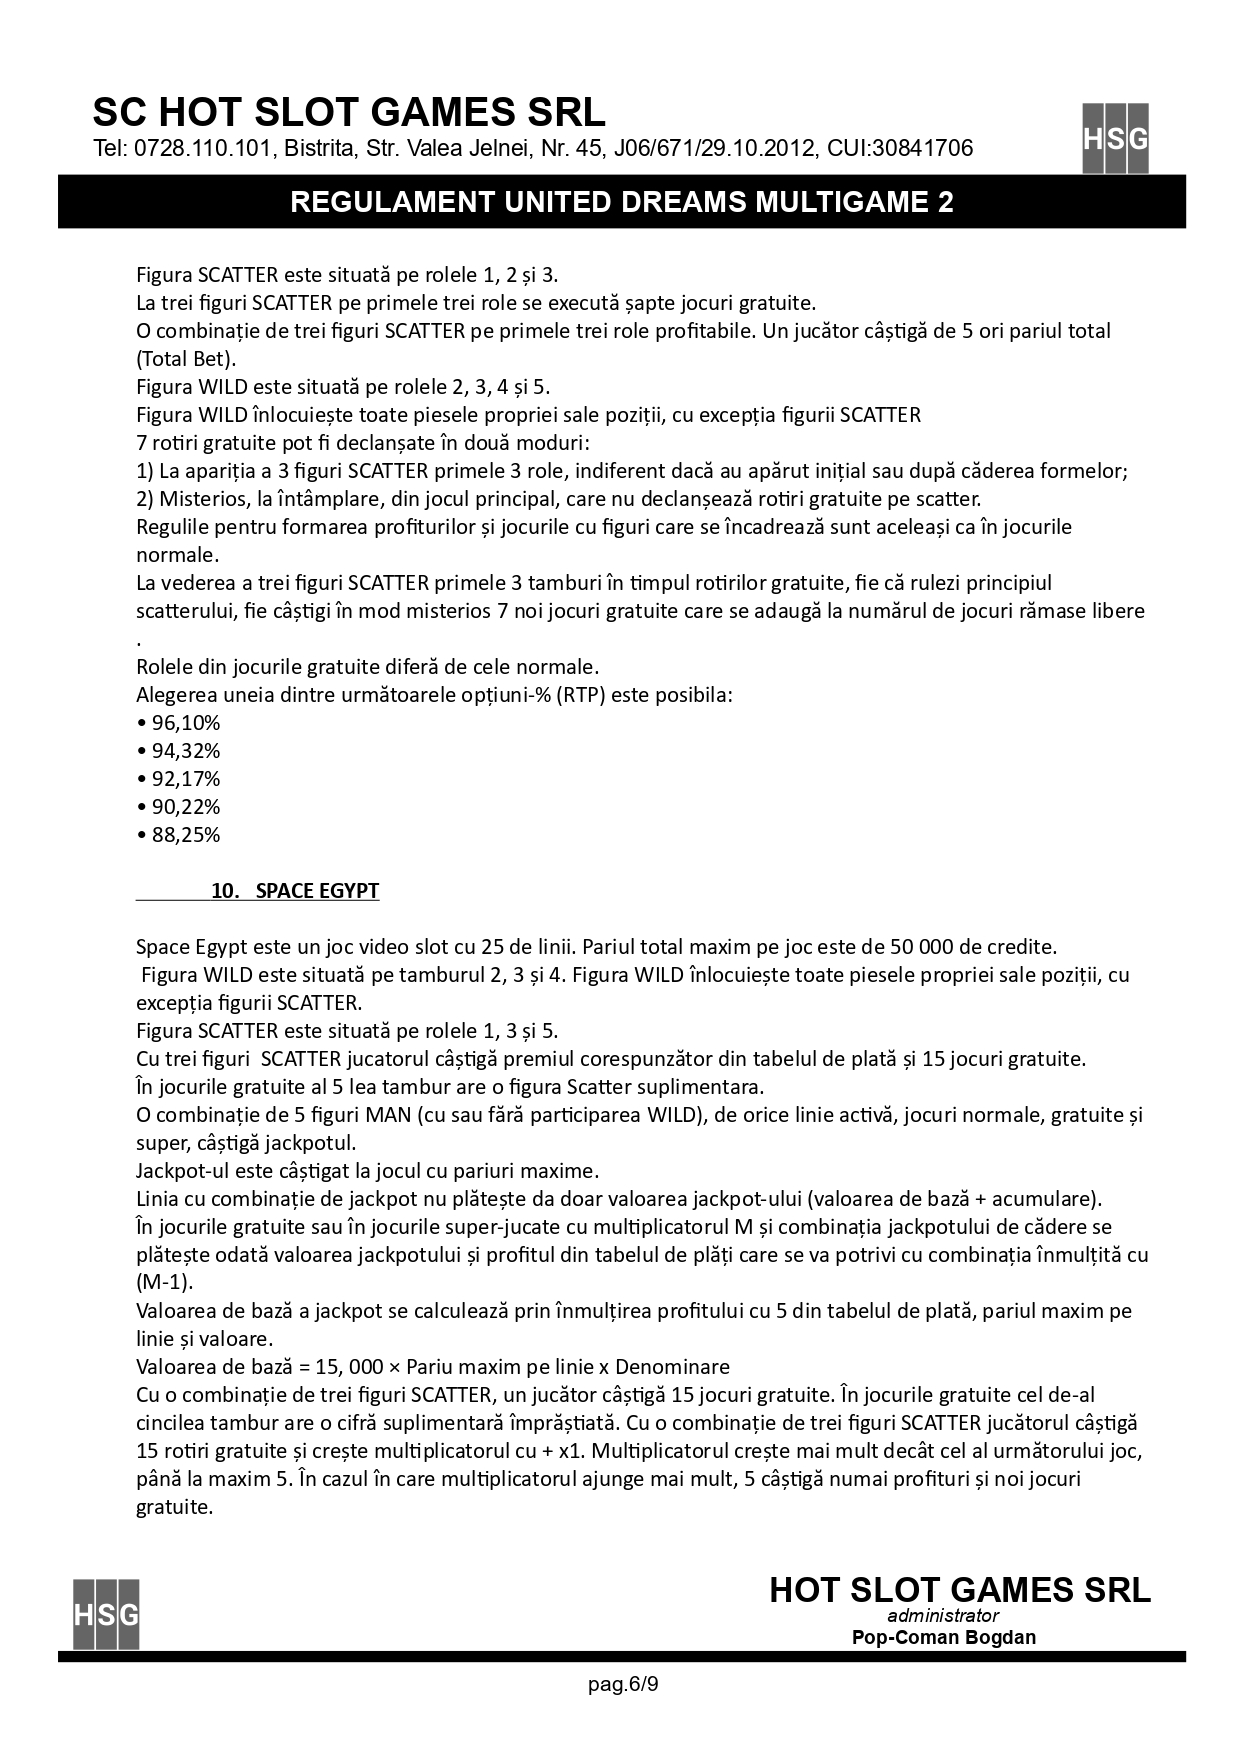 SC HOT SLOT GAMES SRL
Tel: 0728.110.101, Bistrita, Str. Valea Jelnei, Nr. 45, J06/671/29.10.2012, CUI:30841706
HSG
REGULAMENT UNITED DREAMS MULTIGAME 2
Figura SCATTER este situată pe rolele 1, 2 și 3.
La trei figuri SCATTER pe primele trei role se execută șapte jocuri gratuite.
O combinație de trei figuri SCATTER pe primele trei role profitabile. Un jucător câștigă de 5 ori pariul total
(Total Bet).
Figura WILD este situată pe rolele 2, 3, 4 și 5.
Figura WILD înlocuiește toate piesele propriei sale poziții, cu excepția figurii SCATTER
7 rotiri gratuite pot fi declanșate în două moduri:
1) La apariția a 3 figuri SCATTER primele 3 role, indiferent dacă au apărut inițial sau după căderea formelor;
2) Misterios, la întâmplare, din jocul principal, care nu declanșează rotiri gratuite pe scatter.
Regulile pentru formarea profiturilor și jocurile cu figuri care se încadrează sunt aceleași ca în jocurile
normale.
La vederea a trei figuri SCATTER primele 3 tamburi în timpul rotirilor gratuite, fie că rulezi principiul
scatterului, fie câștigi în mod misterios 7 noi jocuri gratuite care se adaugă la numărul de jocuri rămase libere
.
Rolele din jocurile gratuite diferă de cele normale.
Alegerea uneia dintre următoarele opțiuni-% (RTP) este posibila:
• 96,10%
• 94,32%
• 92,17%
• 90,22%
• 88,25%
10. SPACE EGYPT
Space Egypt este un joc video slot cu 25 de linii. Pariul total maxim pe joc este de 50 000 de credite.
Figura WILD este situată pe tamburul 2, 3 și 4. Figura WILD înlocuiește toate piesele propriei sale poziții, cu
excepția figurii SCATTER.
Figura SCATTER este situată pe rolele 1, 3 și 5.
Cu trei figuri  SCATTER jucatorul câștigă premiul corespunzător din tabelul de plată și 15 jocuri gratuite.
În jocurile gratuite al 5 lea tambur are o figura Scatter suplimentara.
O combinație de 5 figuri MAN (cu sau fără participarea WILD), de orice linie activă, jocuri normale, gratuite și
super, câștigă jackpotul.
Jackpot-ul este câștigat la jocul cu pariuri maxime.
Linia cu combinație de jackpot nu plătește da doar valoarea jackpot-ului (valoarea de bază + acumulare).
În jocurile gratuite sau în jocurile super-jucate cu multiplicatorul M și combinația jackpotului de cădere se
plătește odată valoarea jackpotului și profitul din tabelul de plăți care se va potrivi cu combinația înmulțită cu
(M-1).
Valoarea de bază a jackpot se calculează prin înmulțirea profitului cu 5 din tabelul de plată, pariul maxim pe
linie și valoare.
Valoarea de bază = 15, 000 × Pariu maxim pe linie x Denominare
Cu o combinație de trei figuri SCATTER, un jucător câștigă 15 jocuri gratuite. În jocurile gratuite cel de-al
cincilea tambur are o cifră suplimentară împrăștiată. Cu o combinație de trei figuri SCATTER jucătorul câștigă
15 rotiri gratuite și crește multiplicatorul cu + x1. Multiplicatorul crește mai mult decât cel al următorului joc,
până la maxim 5. În cazul în care multiplicatorul ajunge mai mult, 5 câștigă numai profituri și noi jocuri
gratuite.
HSG
HOT SLOT GAMES SRL
administrator
Pop-Coman Bogdan
pag.6/9